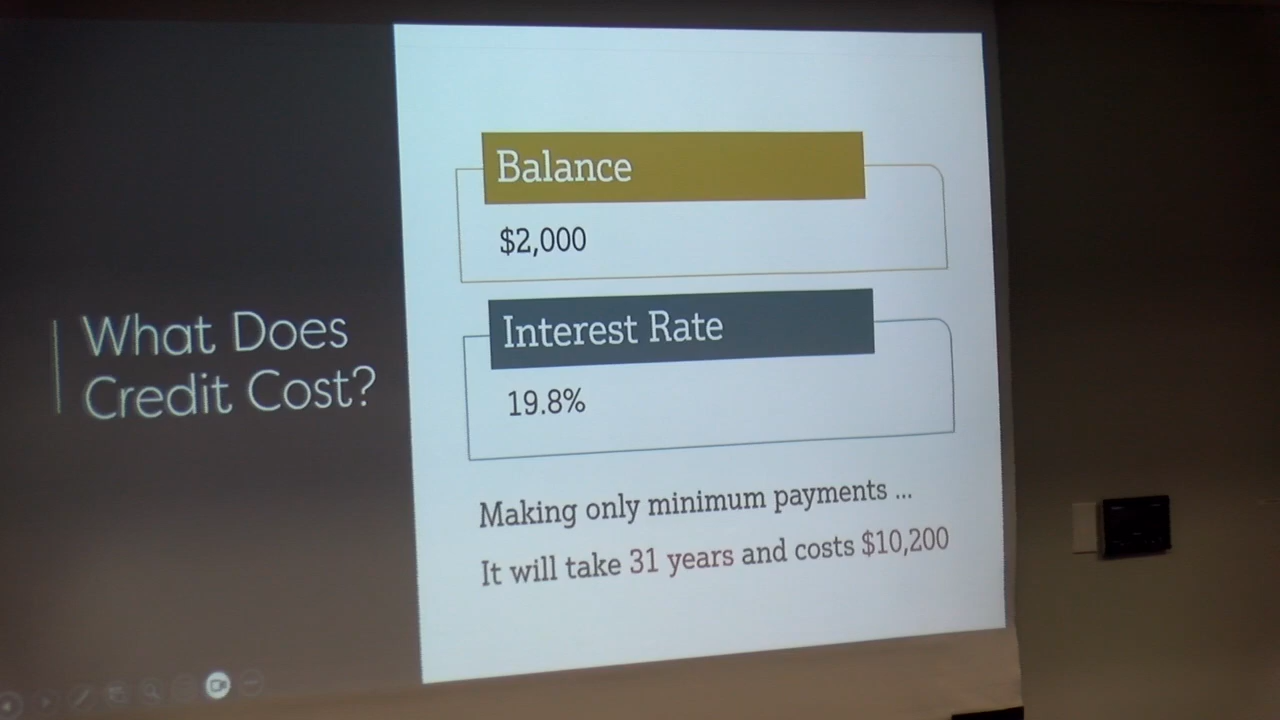 What Does
Credit Cost?
Balance
$2,000
Interest Rate
19.8%
Making only minimum payments ...
It will take 31 years and costs $10,200